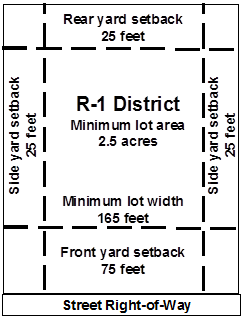 Rear yard setback
25 feet
Side yard setback
25 feet
R-1 District
Minimum lot area
2.5 acres
Side yard setback
25 feet
Minimum lot width
165 feet
Front yard setback
75 feet
Street Right-of-Way